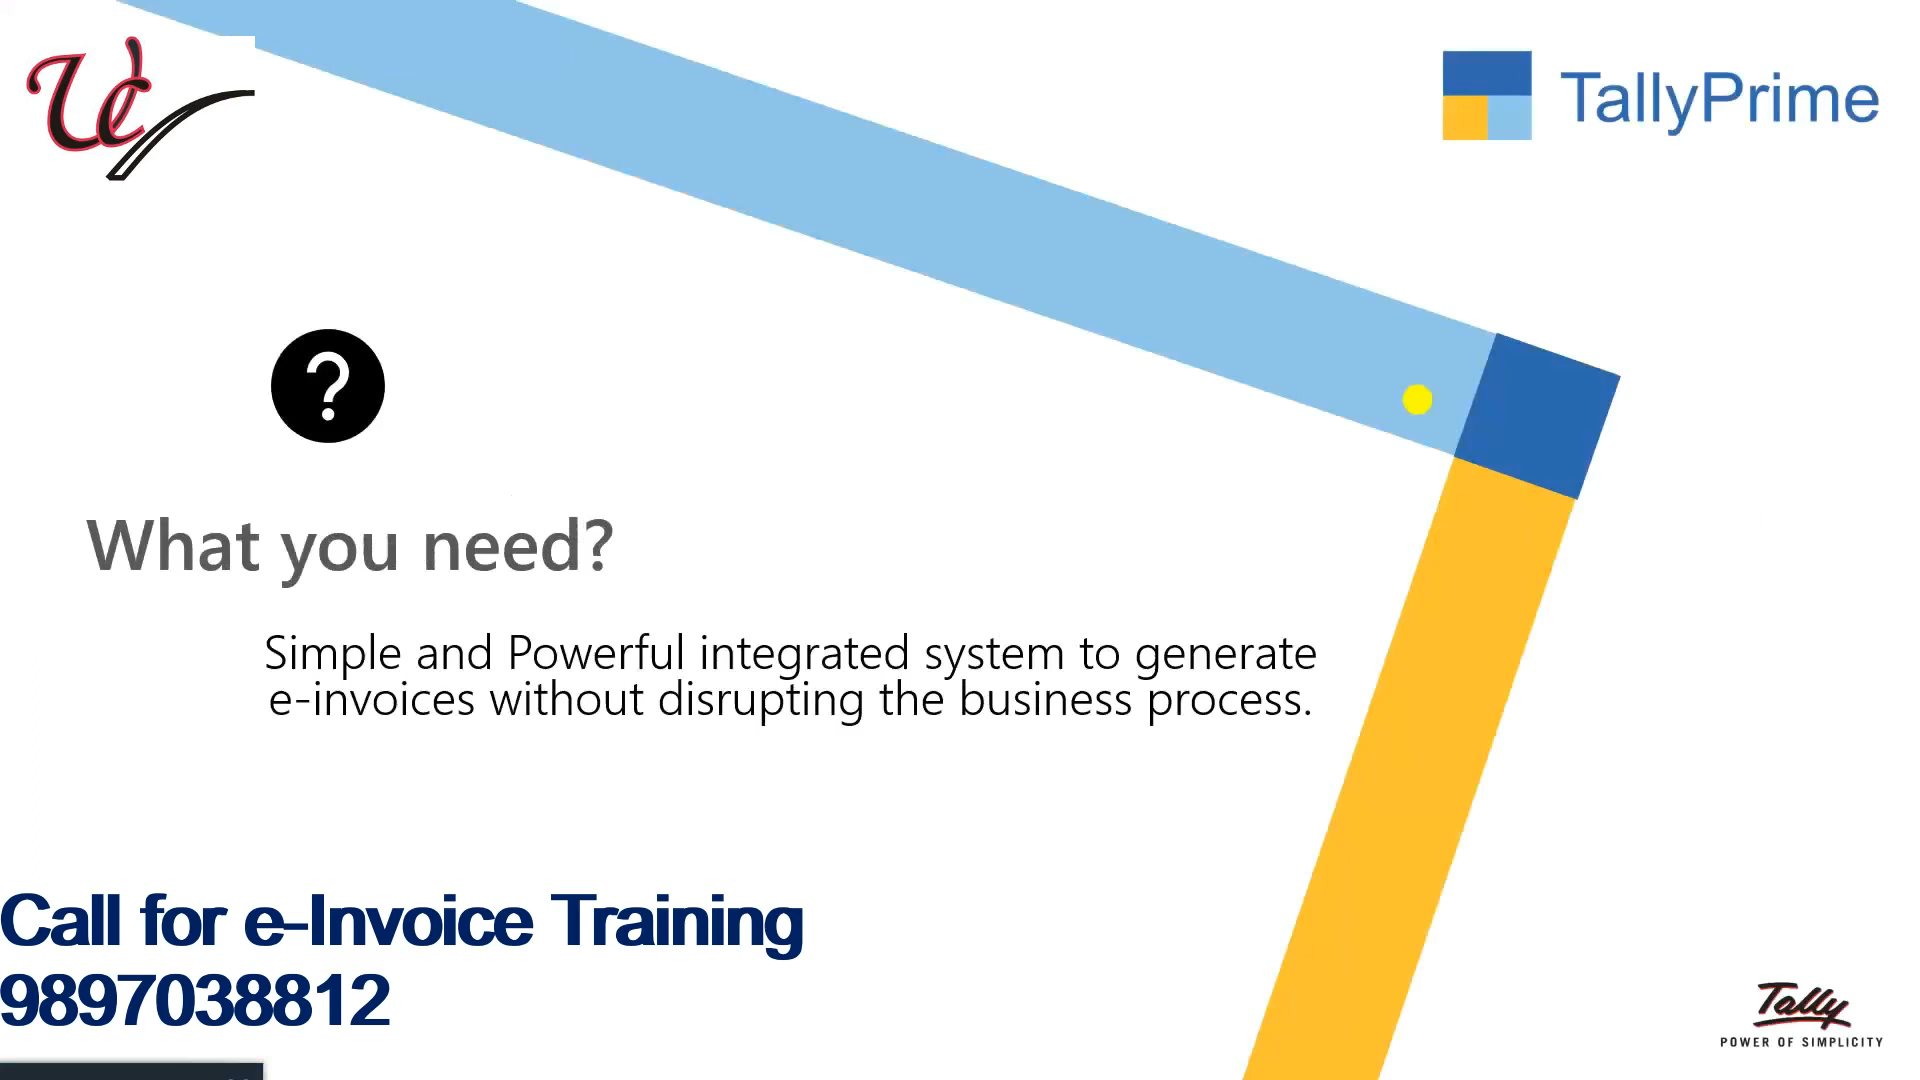 Uc
TallyPrime
?
What you need?
Simple and Powerful integrated system to generate
e-invoices without disrupting the business process.
Call for e-Invoice Training
9897038812
Tally
POWER OF SIMPLICITY